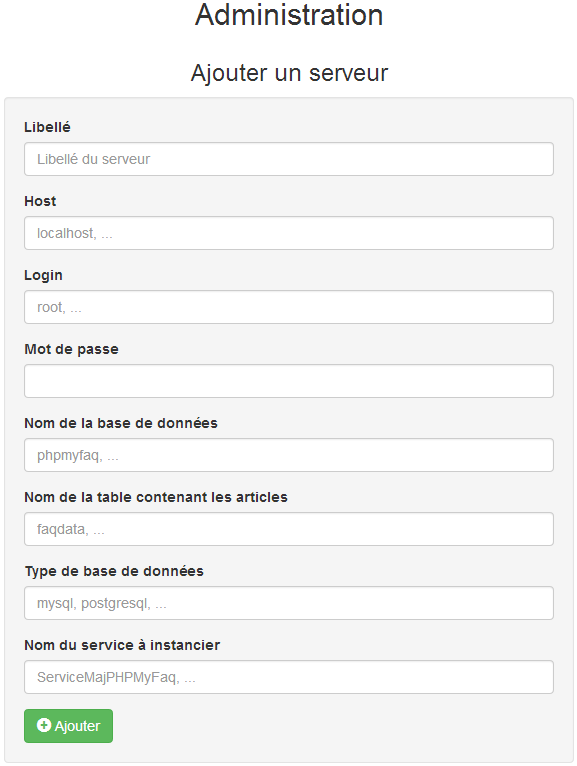 Administration
Ajouter un serveur
Libellé
Libellé du serveur
Host
localhost, ...
Login
root, ...
Mot de passe
Nom de la base de données
phpmyfaq, ...
Nom de la table contenant les articles
faqdata, ...
Type de base de données
mysql, postgresql, ...
Nom du service à instancier
ServiceMajPHPMyFaq, ...
Ajouter